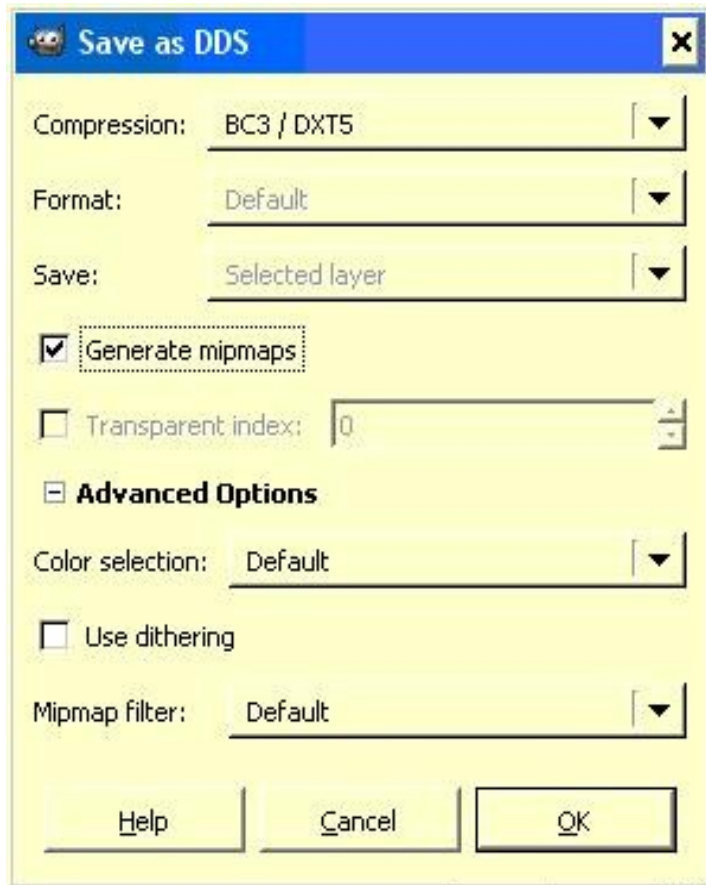 Save as DDS
Compression: BC3 / DXT5
Format: Default
Save: Selected layer
Generate mipmaps
Transparent index: 0
Advanced Options
Color selection: Default
Use dithering
Mipmap filter: Default
Help Cancel OK